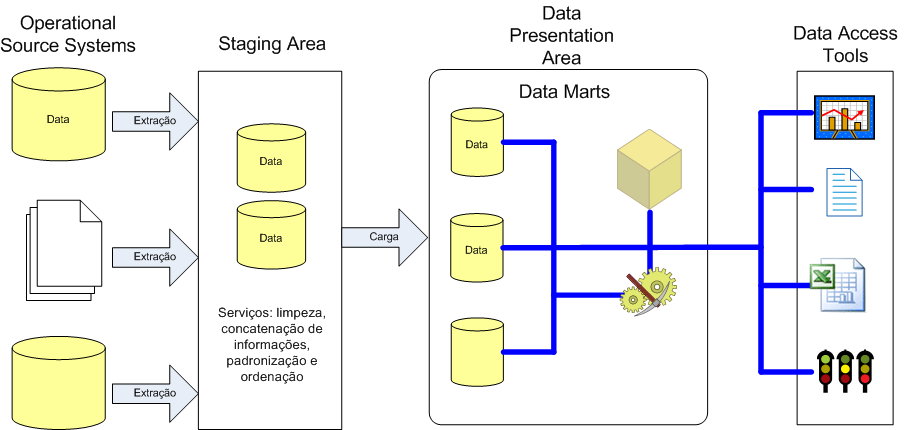 Operational
Source Systems
Data
Extração
Extração
Extração
Staging Area
Data
Data
Serviços: limpeza,
concatenação de
informações,
padronização e
ordenação
Carga
Data
Presentation
Area
Data Marts
Data
Data
Data Access
Tools